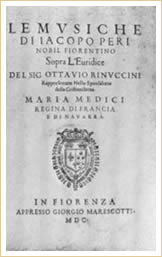 LE MVSICHE
DI IACOPO PERI
NOBIL FIORENTINO
Sopra L'Euridice
DEL SIG. OTTAVIO RINVCCINI
Rappresentate Nello Sponsalizio
della Cristianissima
MARIA MEDICI
REGINA DI FRANCIA
E DI NAVARRA
IN FIORENZA
APPRESSO GIORGIO MARESCOTTI.
MDC.